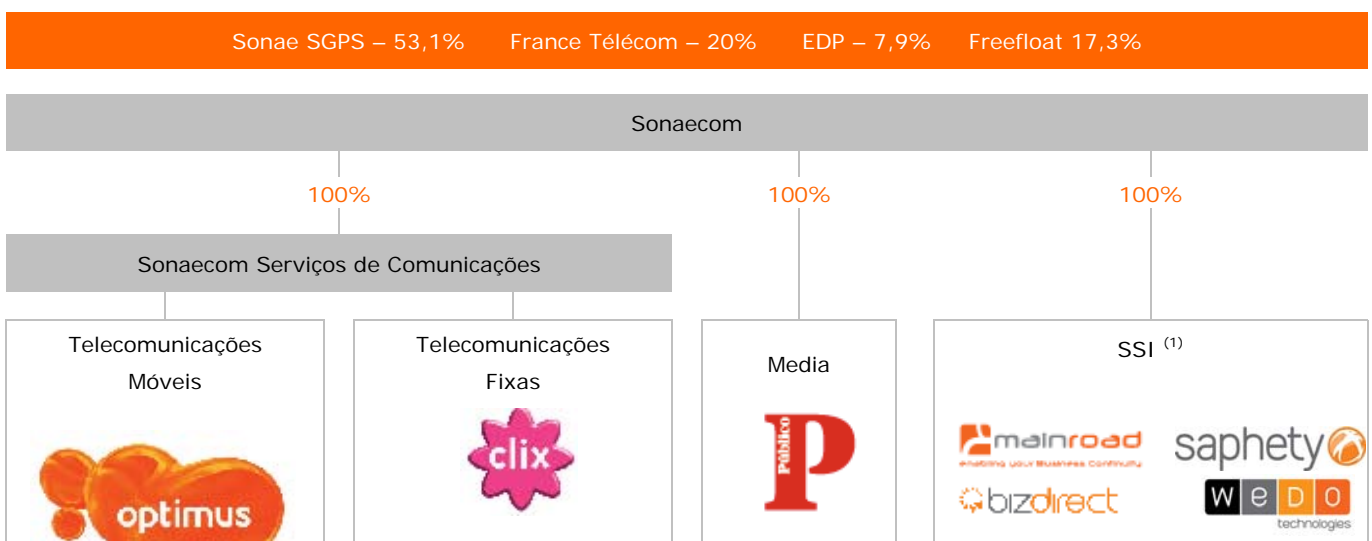 Sonae SGPS – 53,1% France Télécom – 20% EDP – 7,9% Freefloat 17,3%
Sonaecom
100% 100% 100%
Sonaecom Serviços de Comunicações
Telecomunicações
Móveis
optimus
Telecomunicações
Fixas
clix
Media
Público
P
SSI (1)
mainroad
enabling your Business Continuity
saphety
bizdirect
WeDO
technologies